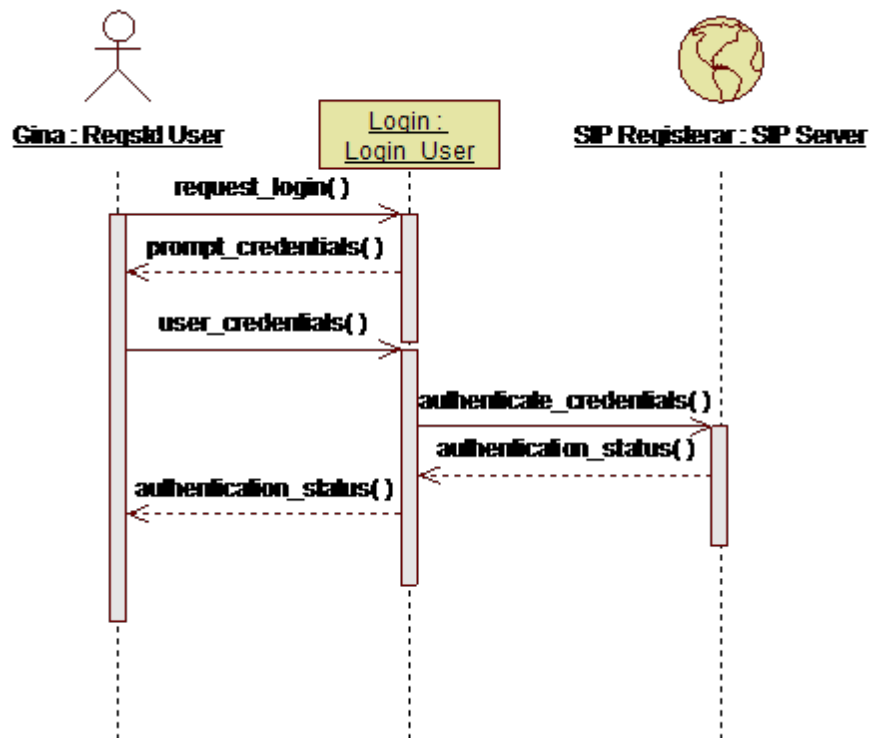 Gina : Regstd User
Login :
Login_User
SIP Registerar : SIP Server
request_login( )
prompt_credentials( )
user_credentials( )
authenticate_credentials( )
authentication_status( )
authentication_status( )